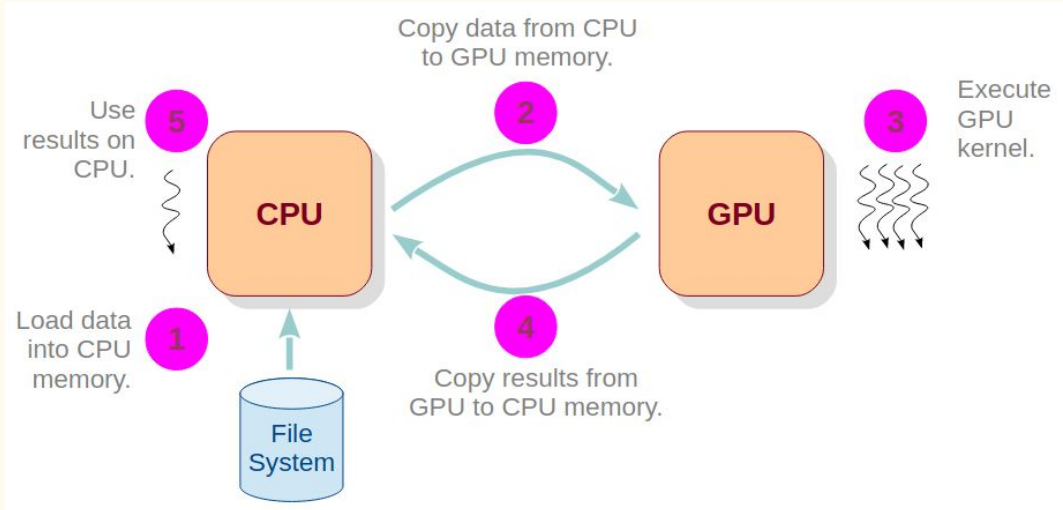 Copy data from CPU
to GPU memory.
2
Use
results on
CPU.
5
3
Execute
GPU
kernel.
CPU
GPU
Load data
into CPU
memory.
1
4
Copy results from
GPU to CPU memory.
File
System